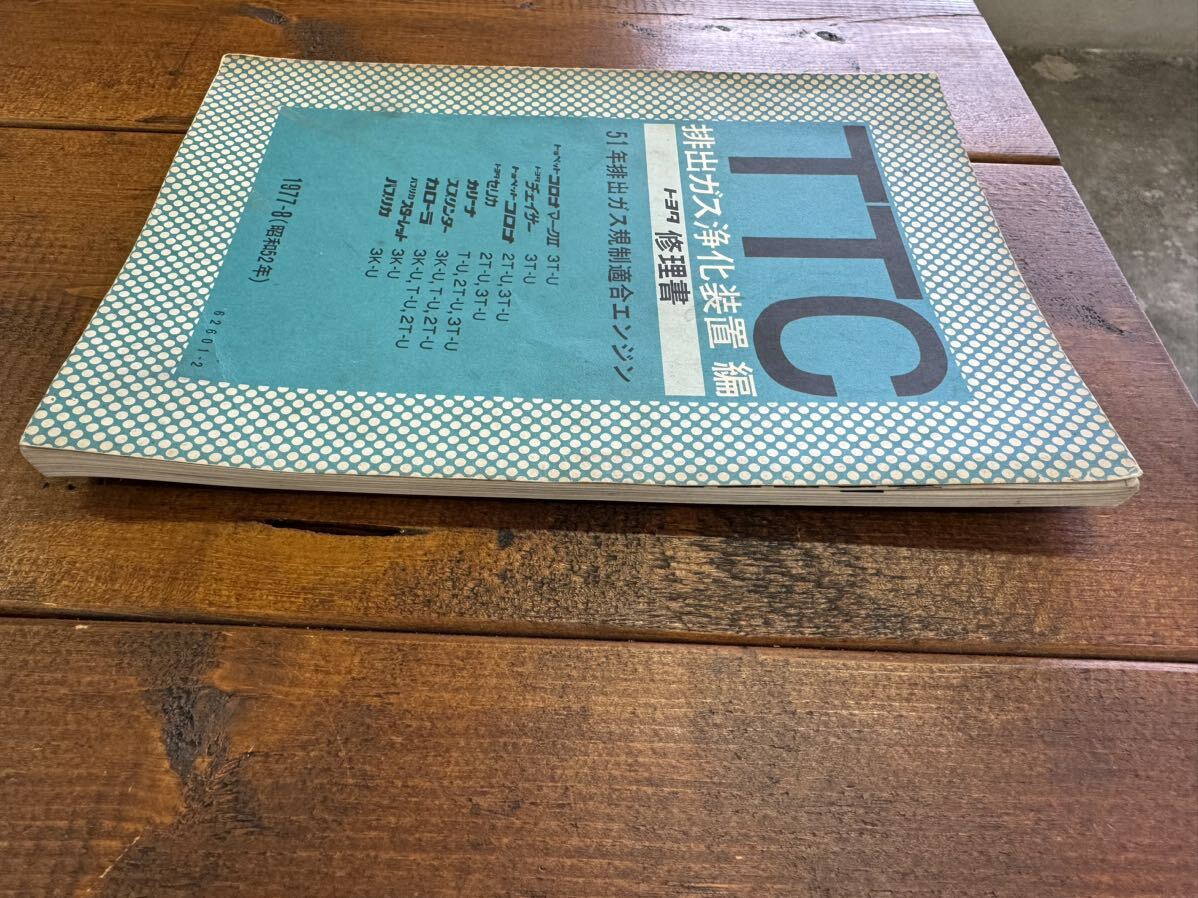 TTC
排出ガス浄化装置 編
トヨタ 修理書
51年排出ガス規制適合エンジン
トヨペットコロナマークII 3T-U
トヨタチェイサー 3T-U
トヨペットコロナ 2T-U,3T-U
トヨタセリカ 2T-U,3T-U
カリーナ T-U,2T-U,3T-U
スプリンター 3K-U,T-U,2T-U
カローラ 3K-U,T-U,2T-U
パブリカスターレット 3K-U,T-U,2T-U
パブリカ 3K-U
1977-8(昭和52年)
62601-2